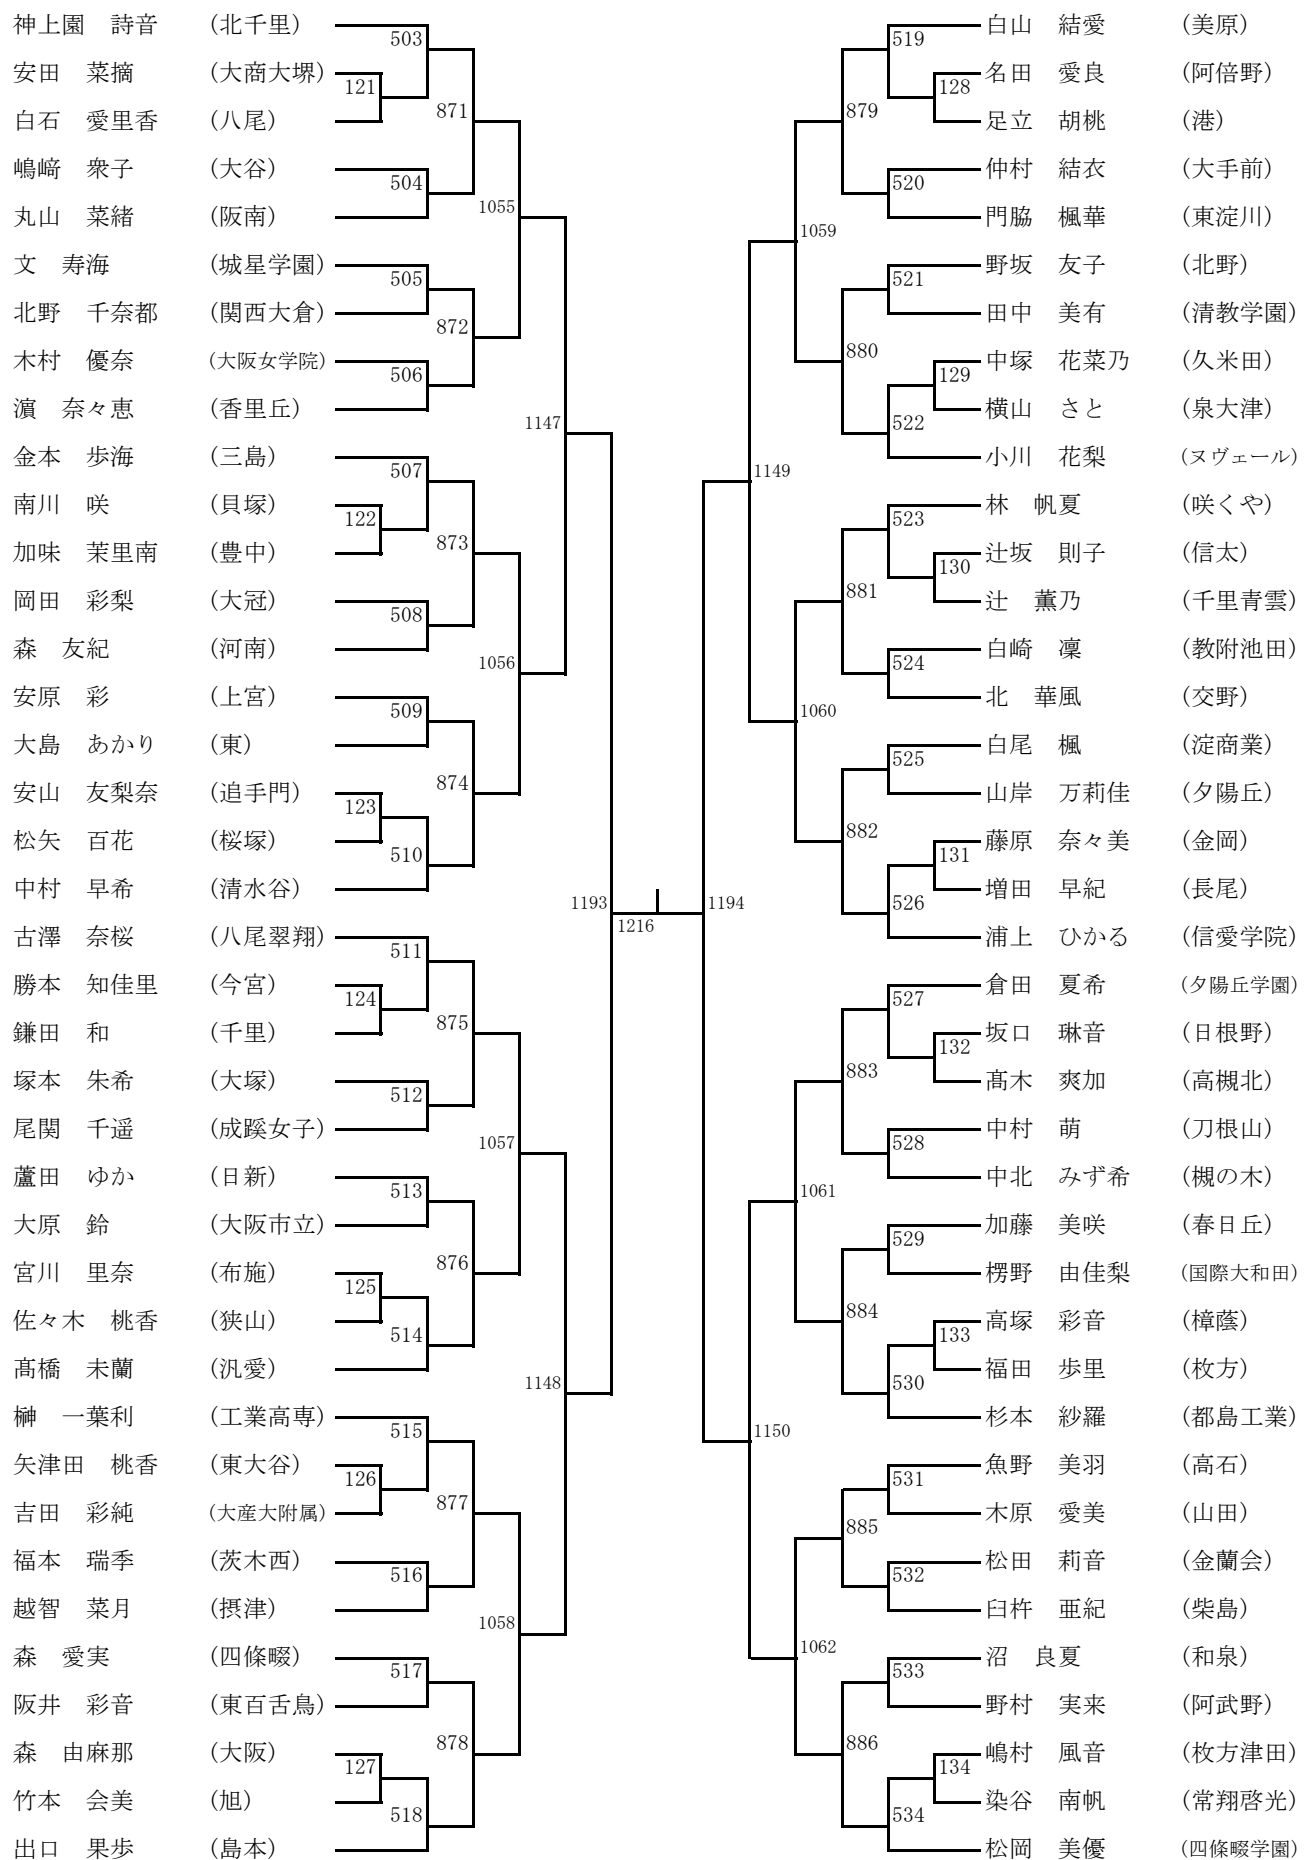 神上園　詩音　(北千里)
安田　菜摘　(大商大堺)
白石　愛里香　(八尾)
嶋﨑　衆子　(大谷)
丸山　菜緒　(阪南)
文　寿海　(城星学園)
北野　千奈都　(関西大倉)
木村　優奈　(大阪女学院)
濵　奈々恵　(香里丘)
金本　歩海　(三島)
南川　咲　(貝塚)
加味　茉里南　(豊中)
岡田　彩梨　(大冠)
森　友紀　(河南)
安原　彩　(上宮)
大島　あかり　(東)
安山　友梨奈　(追手門)
松矢　百花　(桜塚)
中村　早希　(清水谷)
古澤　奈桜　(八尾翠翔)
勝本　知佳里　(今宮)
鎌田　和　(千里)
塚本　朱希　(大塚)
尾関　千遥　(成蹊女子)
蘆田　ゆか　(日新)
大原　鈴　(大阪市立)
宮川　里奈　(布施)
佐々木　桃香　(狭山)
髙橋　未蘭　(汎愛)
榊　一葉利　(工業高専)
矢津田　桃香　(東大谷)
吉田　彩純　(大産大附属)
福本　瑞季　(茨木西)
越智　菜月　(摂津)
森　愛実　(四條畷)
阪井　彩音　(東百舌鳥)
森　由麻那　(大阪)
竹本　会美　(旭)
出口　果歩　(島本)
121
122
123
124
125
126
127
503
504
505
506
507
508
509
510
511
512
513
514
515
516
517
518
871
872
873
874
875
876
877
878
1055
1056
1057
1058
1147
1148
1193
1216
1194
1149
1150
1059
1060
1061
1062
879
880
881
882
883
884
885
886
519
520
521
522
523
524
525
526
527
528
529
530
531
532
533
534
128
129
130
131
132
133
134
白山　結愛　(美原)
名田　愛良　(阿倍野)
足立　胡桃　(港)
仲村　結衣　(大手前)
門脇　楓華　(東淀川)
野坂　友子　(北野)
田中　美有　(清教学園)
中塚　花菜乃　(久米田)
横山　さと　(泉大津)
小川　花梨　(ヌヴェール)
林　帆夏　(咲くや)
辻坂　則子　(信太)
辻　薫乃　(千里青雲)
白崎　凜　(教附池田)
北　華風　(交野)
白尾　楓　(淀商業)
山岸　万莉佳　(夕陽丘)
藤原　奈々美　(金岡)
増田　早紀　(長尾)
浦上　ひかる　(信愛学院)
倉田　夏希　(夕陽丘学園)
坂口　琳音　(日根野)
髙木　爽加　(高槻北)
中村　萌　(刀根山)
中北　みず希　(槻の木)
加藤　美咲　(春日丘)
楞野　由佳梨　(国際大和田)
高塚　彩音　(樟蔭)
福田　歩里　(枚方)
杉本　紗羅　(都島工業)
魚野　美羽　(高石)
木原　愛美　(山田)
松田　莉音　(金蘭会)
臼杵　亜紀　(柴島)
沼　良夏　(和泉)
野村　実来　(阿武野)
嶋村　風音　(枚方津田)
染谷　南帆　(常翔啓光)
松岡　美優　(四條畷学園)